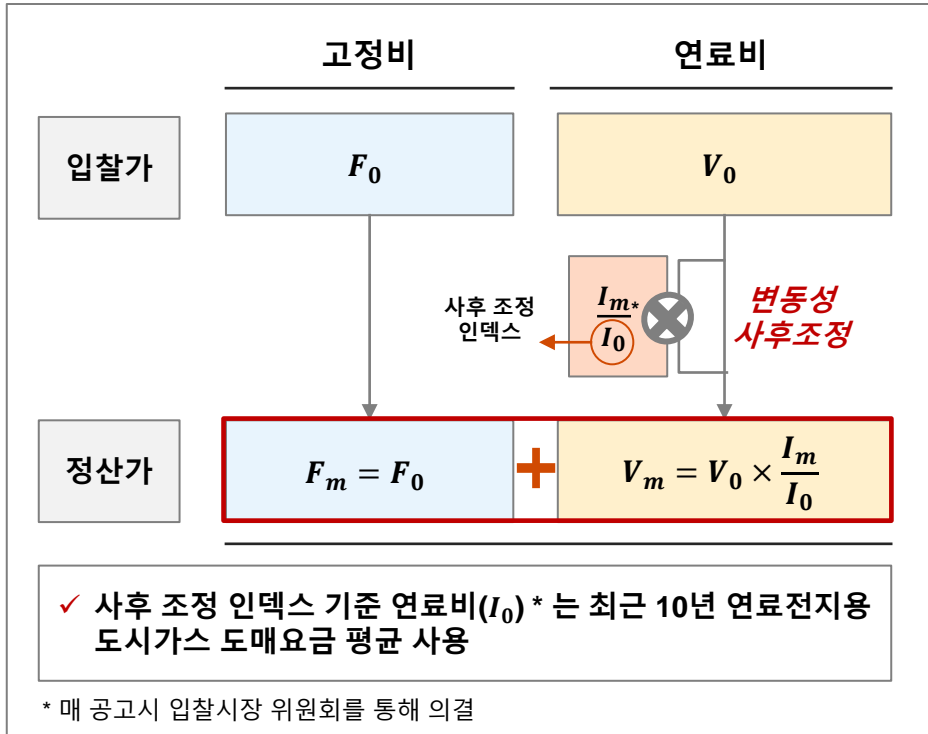 고정비
연료비
입찰가
F₀
V₀
사후 조정
인덱스
I_m*
I₀
변동성
사후조정
정산가
F_m = F₀
+
V_m = V₀ × I_m / I₀
✓ 사후 조정 인덱스 기준 연료비(I₀) * 는 최근 10년 연료전지용
도시가스 도매요금 평균 사용
* 매 공고시 입찰시장 위원회를 통해 의결